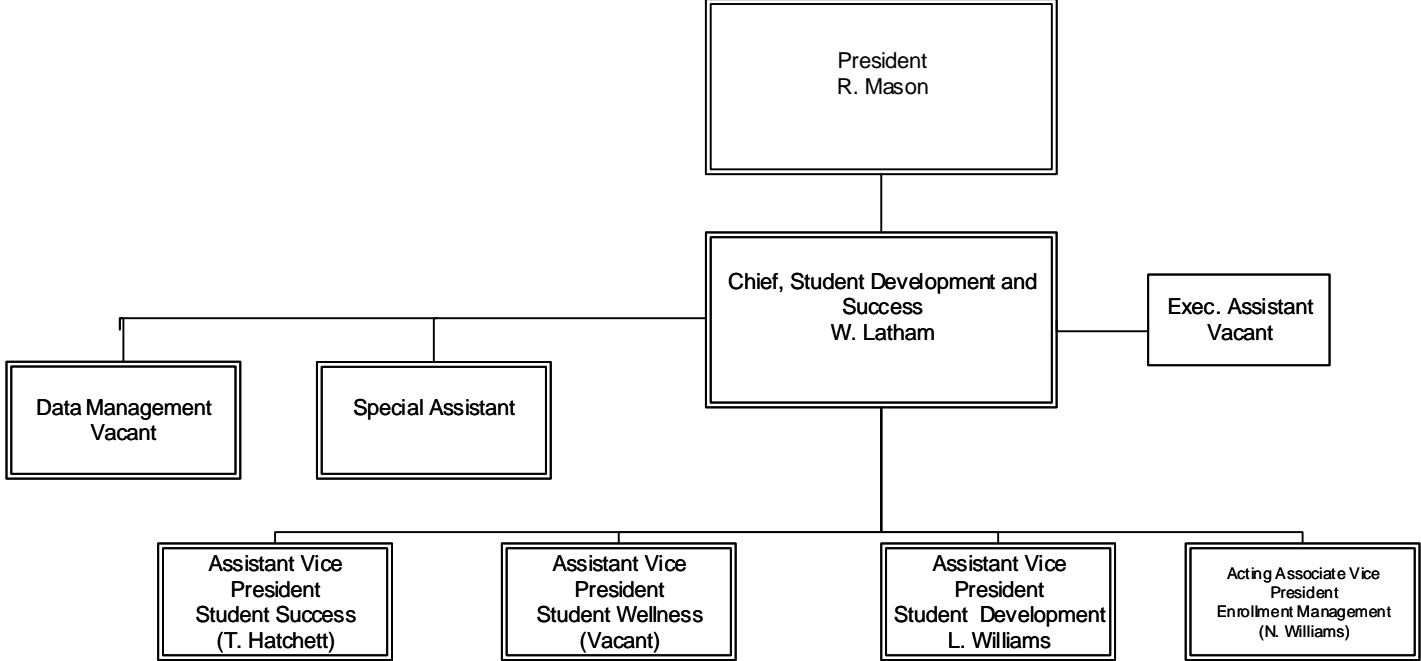 President
R. Mason
Chief, Student Development and
Success
W. Latham
Exec. Assistant
Vacant
Data Management
Vacant
Special Assistant
Assistant Vice
President
Student Success
(T. Hatchett)
Assistant Vice
President
Student Wellness
(Vacant)
Assistant Vice
President
Student Development
L. Williams
Acting Associate Vice
President
Enrollment Management
(N. Williams)